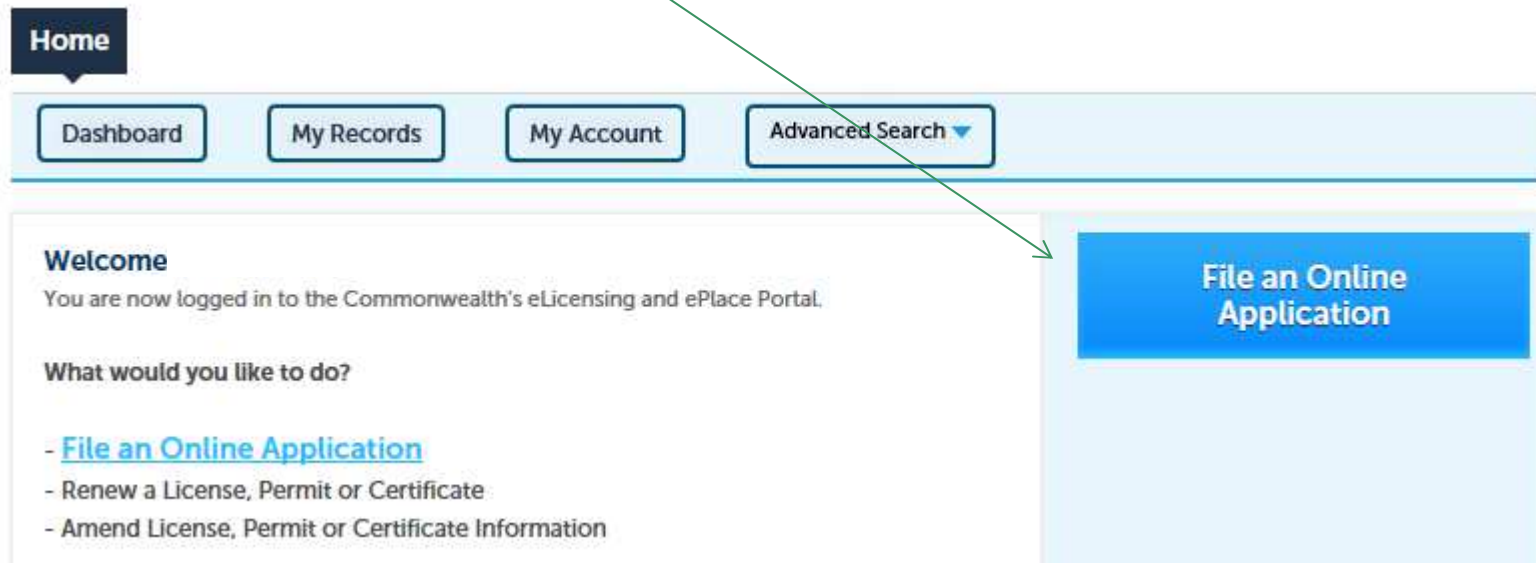 Home
Dashboard My Records My Account Advanced Search
Welcome
You are now logged in to the Commonwealth's eLicensing and ePlace Portal.
What would you like to do?
- File an Online Application
- Renew a License, Permit or Certificate
- Amend License, Permit or Certificate Information
File an Online
Application